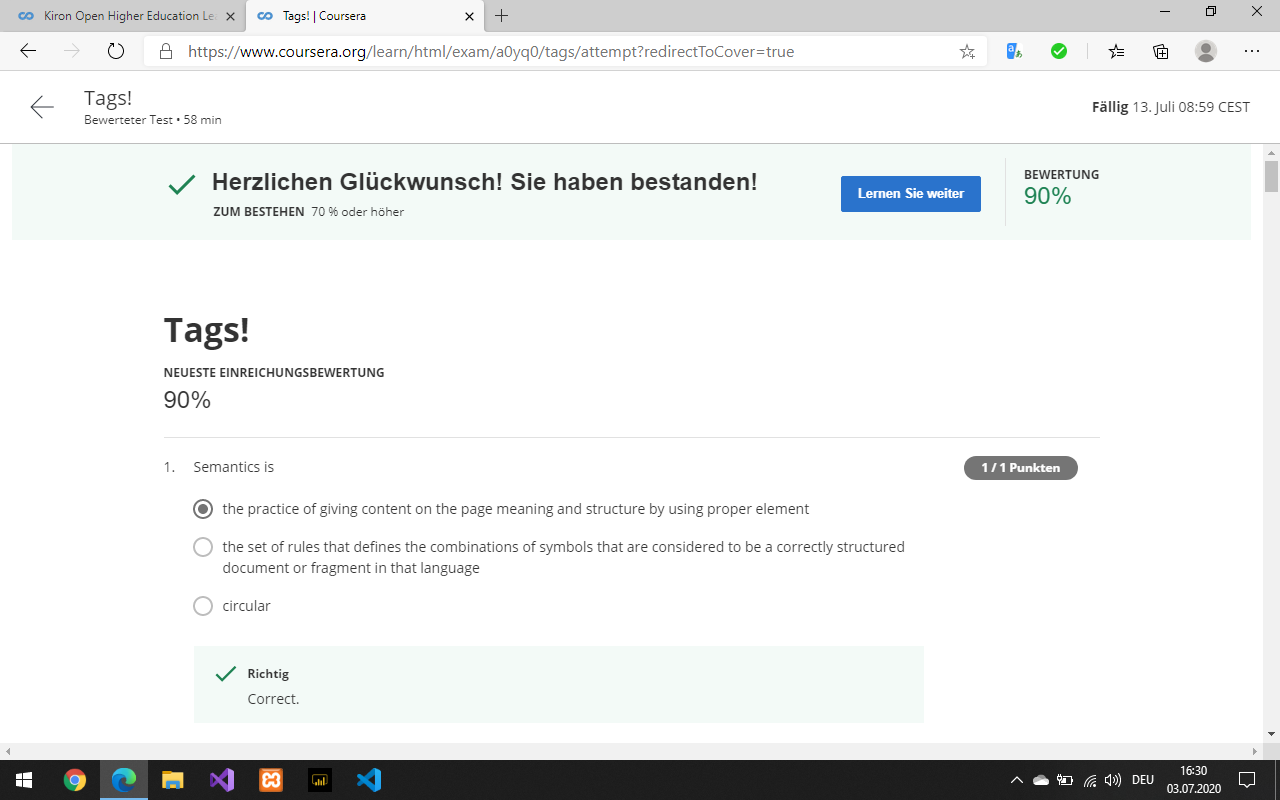 Kiron Open Higher Education Le
Tags! | Coursera
https://www.coursera.org/learn/html/exam/a0yq0/tags/attempt?redirectToCover=true
Tags!
Bewerteter Test • 58 min
Fällig 13. Juli 08:59 CEST
Herzlichen Glückwunsch! Sie haben bestanden!
ZUM BESTEHEN 70 % oder höher
Lernen Sie weiter
BEWERTUNG
90%
Tags!
NEUESTE EINREICHUNGSBEWERTUNG
90%
1. Semantics is
1 / 1 Punkten
the practice of giving content on the page meaning and structure by using proper element
the set of rules that defines the combinations of symbols that are considered to be a correctly structured
document or fragment in that language
circular
Richtig
Correct.
DEU
16:30
03.07.2020